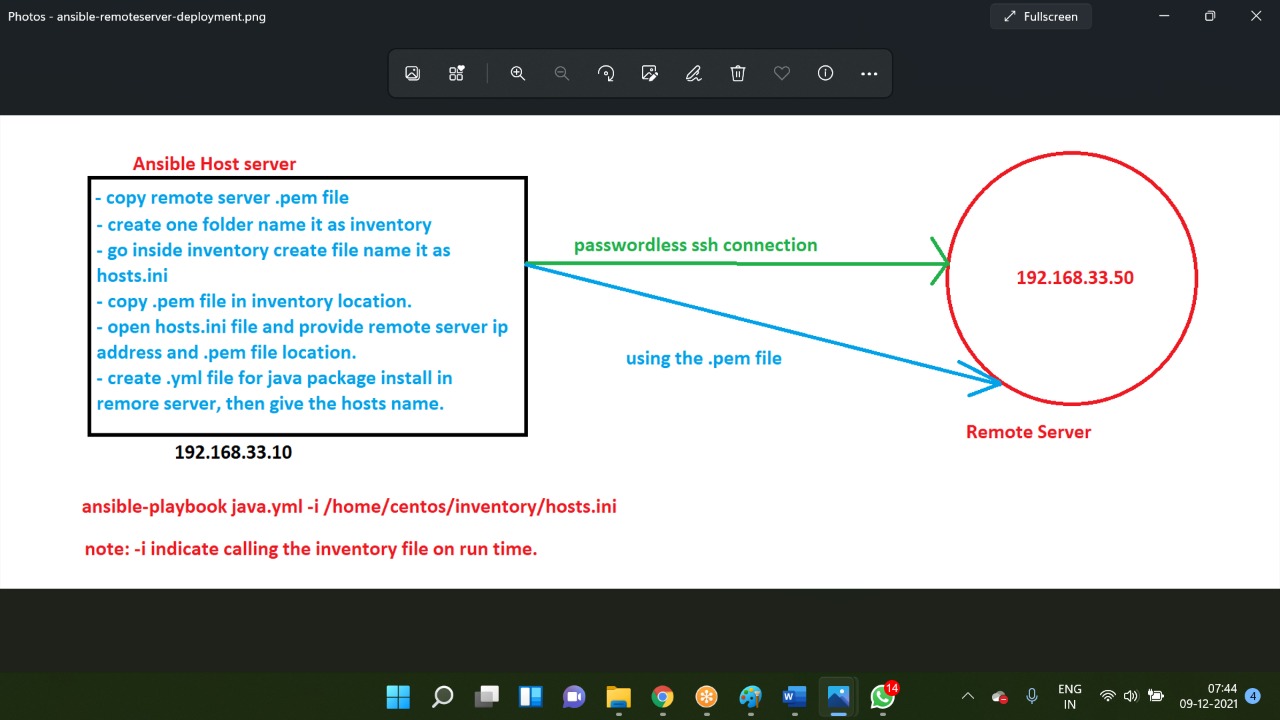 Photos - ansible-remoteserver-deployment.png
Fullscreen
Ansible Host server
- copy remote server .pem file
- create one folder name it as inventory
- go inside inventory create file name it as
hosts.ini
- copy .pem file in inventory location.
- open hosts.ini file and provide remote server ip
address and .pem file location.
- create .yml file for java package install in
remore server, then give the hosts name.
192.168.33.10
passwordless ssh connection
using the .pem file
192.168.33.50
Remote Server
ansible-playbook java.yml -i /home/centos/inventory/hosts.ini
note: -i indicate calling the inventory file on run time.
W
14
ENG
IN
07:44
09-12-2021
4